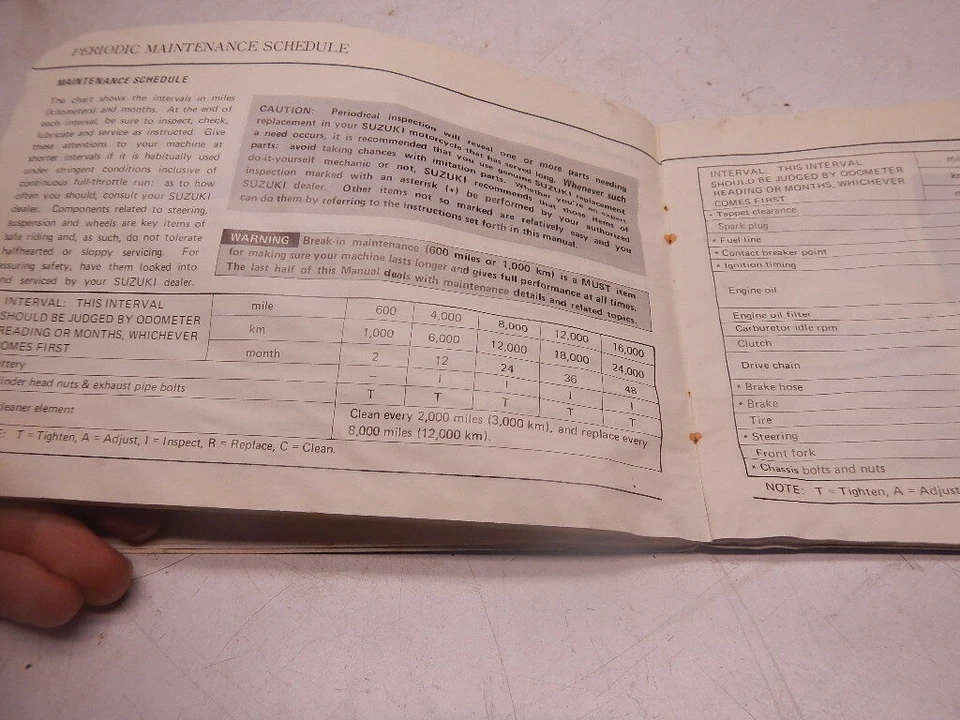 PERIODIC MAINTENANCE SCHEDULE
MAINTENANCE SCHEDULE
The chart shows the intervals in miles
(kilometers) and months. At the end of
each interval, be sure to inspect, check,
lubricate and service as instructed. Give
these attentions to your machine at
shorter intervals if it is habitually used
under stringent conditions inclusive of
continuous full-throttle run: as to how
often you should, consult your SUZUKI
dealer. Components related to steering,
suspension and wheels are key items of
safe riding and, as such, do not tolerate
halfhearted or sloppy servicing. For
assuring safety, have them looked into
nd serviced by your SUZUKI dealer.
CAUTION: Periodical inspection will reveal one or more parts needing
replacement in your SUZUKI motorcycle that has served long. Whenever such
a need occurs, it is recommended that you use genuine SUZUKI replacement
parts: avoid taking chances with imitation parts. Whether you're an expert
do-it-yourself mechanic or not, SUZUKI recommends that those items of
inspection marked with an asterisk (*) be performed by your authorized
SUZUKI dealer. Other items not so marked are relatively easy and you
can do them by referring to the instructions set forth in this manual.
WARNING Break-in maintenance (600 miles or 1,000 km) is a MUST item
for making sure your machine lasts longer and gives full performance at all times.
The last half of this Manual deals with maintenance details and related topics.
INTERVAL: THIS INTERVAL
SHOULD BE JUDGED BY ODOMETER
READING OR MONTHS, WHICHEVER
COMES FIRST
mile 600 4,000 8,000 12,000 16,000
km 1,000 6,000 12,000 18,000 24,000
month 2 12 24 36 48
ttery I I I I
inder head nuts & exhaust pipe bolts T T T T T
cleaner element Clean every 2,000 miles (3,000 km), and replace every
8,000 miles (12,000 km).
E: T = Tighten, A = Adjust, I = Inspect, R = Replace, C = Clean.
INTERVAL: THIS INTERVAL
SHOULD BE JUDGED BY ODOMETER
READING OR MONTHS, WHICHEVER
COMES FIRST
mi
km
m
* Tappet clearance
Spark plug
* Fuel line
* Contact breaker point
* Ignition timing
Engine oil
Engine oil filter
Carburetor idle rpm
Clutch
Drive chain
* Brake hose
* Brake
Tire
* Steering
Front fork
* Chassis bolts and nuts
NOTE: T = Tighten, A = Adjust